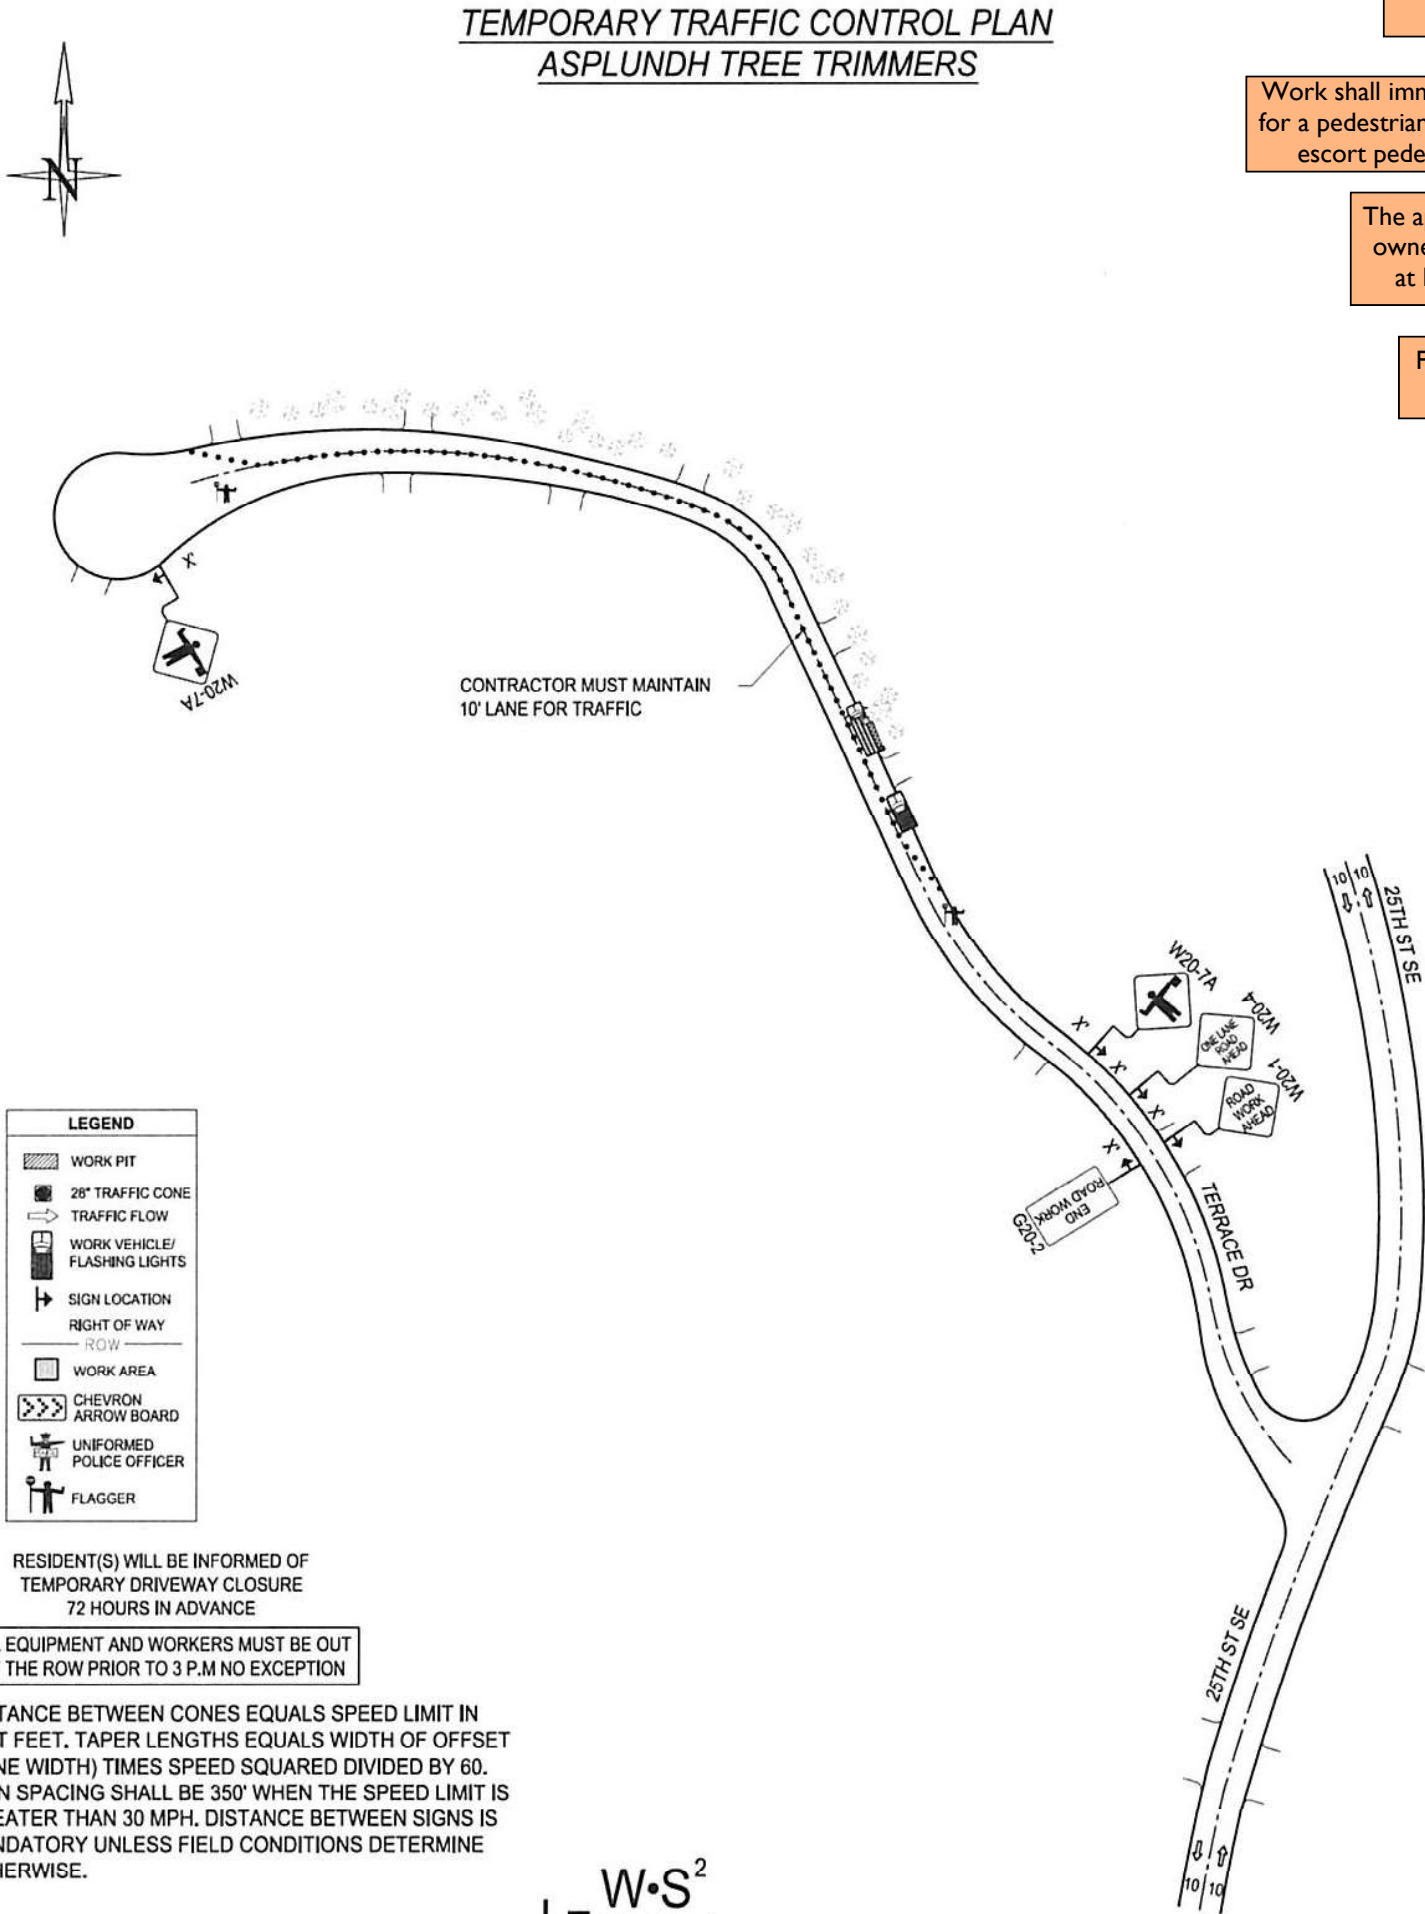 TEMPORARY TRAFFIC CONTROL PLAN
ASPLUNDH TREE TRIMMERS
N
Work shall imm
for a pedestrian
escort pede
The a
owne
at
F
X'
W20-7A
CONTRACTOR MUST MAINTAIN
10' LANE FOR TRAFFIC
10 10
25TH ST SE
W20-7A
X'
W20-4
ONE LANE
ROAD
AHEAD
X'
W20-1
ROAD
WORK
AHEAD
X'
X'
END
ROAD WORK
G20-2
TERRACE DR
LEGEND
WORK PIT
28" TRAFFIC CONE
TRAFFIC FLOW
WORK VEHICLE/
FLASHING LIGHTS
SIGN LOCATION
RIGHT OF WAY
ROW
WORK AREA
CHEVRON
ARROW BOARD
UNIFORMED
POLICE OFFICER
FLAGGER
RESIDENT(S) WILL BE INFORMED OF
TEMPORARY DRIVEWAY CLOSURE
72 HOURS IN ADVANCE
EQUIPMENT AND WORKERS MUST BE OUT
THE ROW PRIOR TO 3 P.M NO EXCEPTION
TANCE BETWEEN CONES EQUALS SPEED LIMIT IN
T FEET. TAPER LENGTHS EQUALS WIDTH OF OFFSET
NE WIDTH) TIMES SPEED SQUARED DIVIDED BY 60.
N SPACING SHALL BE 350' WHEN THE SPEED LIMIT IS
EATER THAN 30 MPH. DISTANCE BETWEEN SIGNS IS
NDATORY UNLESS FIELD CONDITIONS DETERMINE
HERWISE.
25TH ST SE
10 10
W•S²